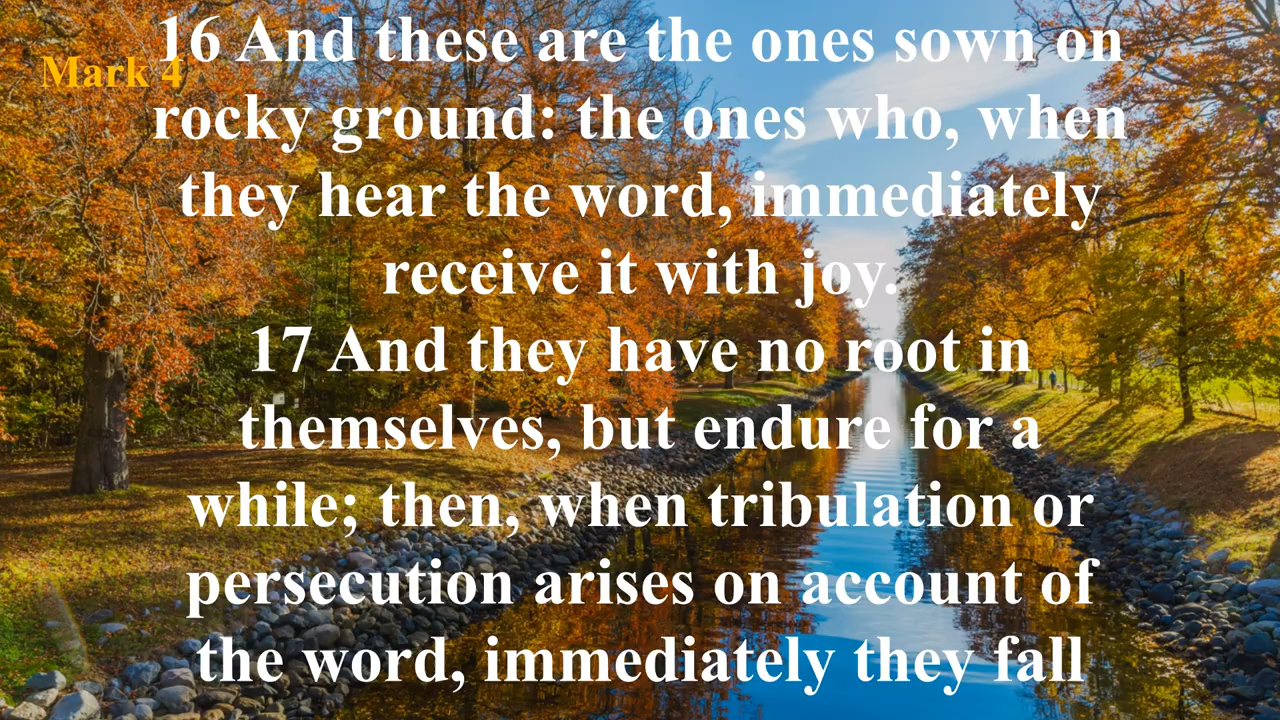 16 And these are the ones sown on
Mark 4
rocky ground: the ones who, when
they hear the word, immediately
receive it with joy.
17 And they have no root in
themselves, but endure for a
while; then, when tribulation or
persecution arises on account of
the word, immediately they fall